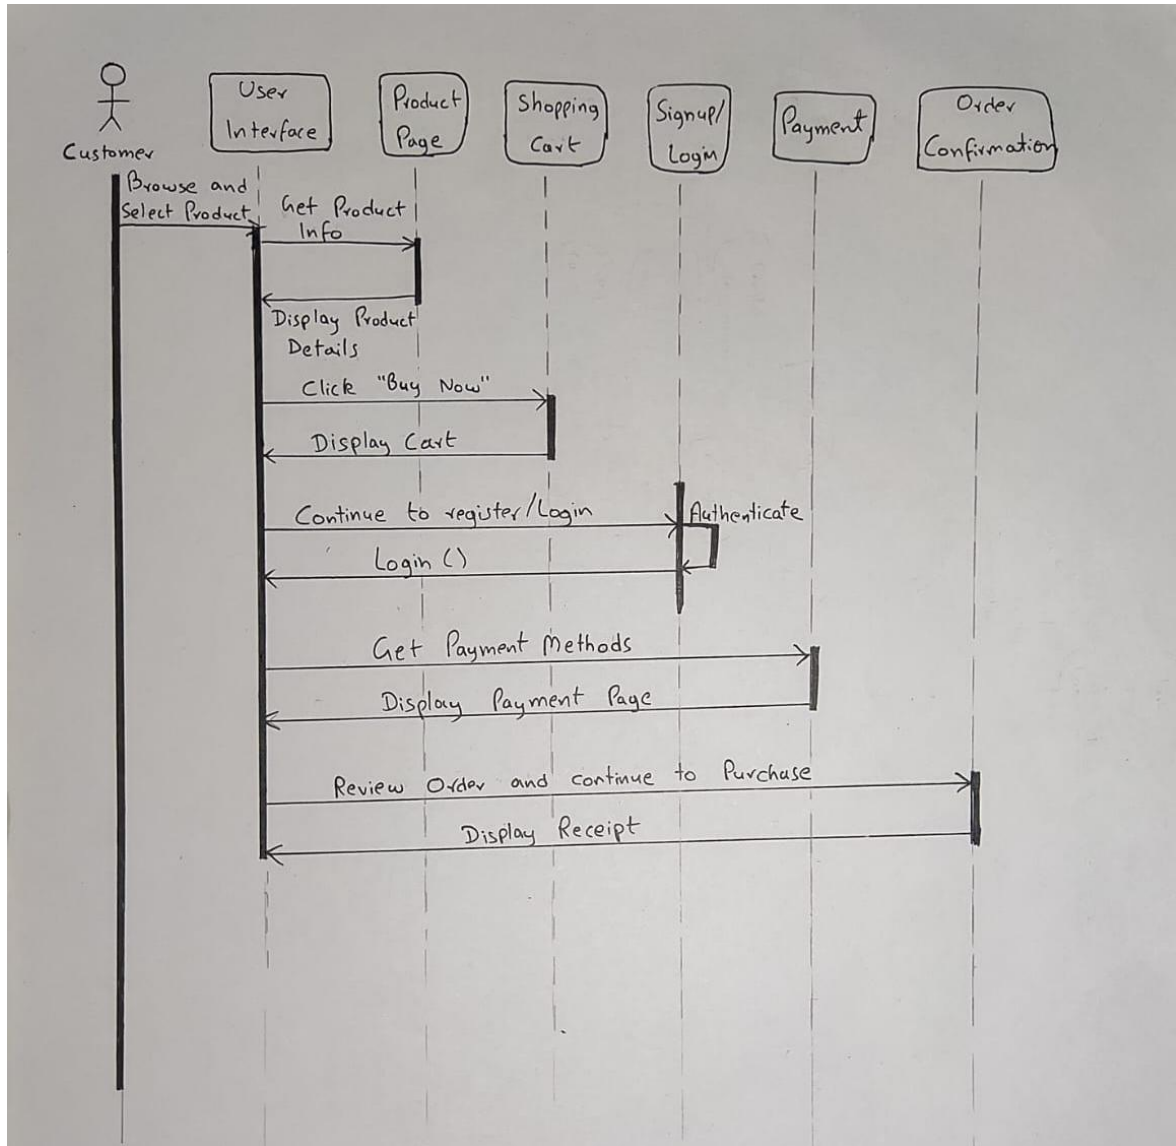 Customer
User
Interface
Product
Page
Shopping
Cart
Signup/
Login
Payment
Order
Confirmation
Browse and
Select Product
Get Product
Info
Display Product
Details
Click "Buy Now"
Display Cart
Continue to register/Login
Authenticate
Login ()
Get Payment Methods
Display Payment Page
Review Order and continue to Purchase
Display Receipt